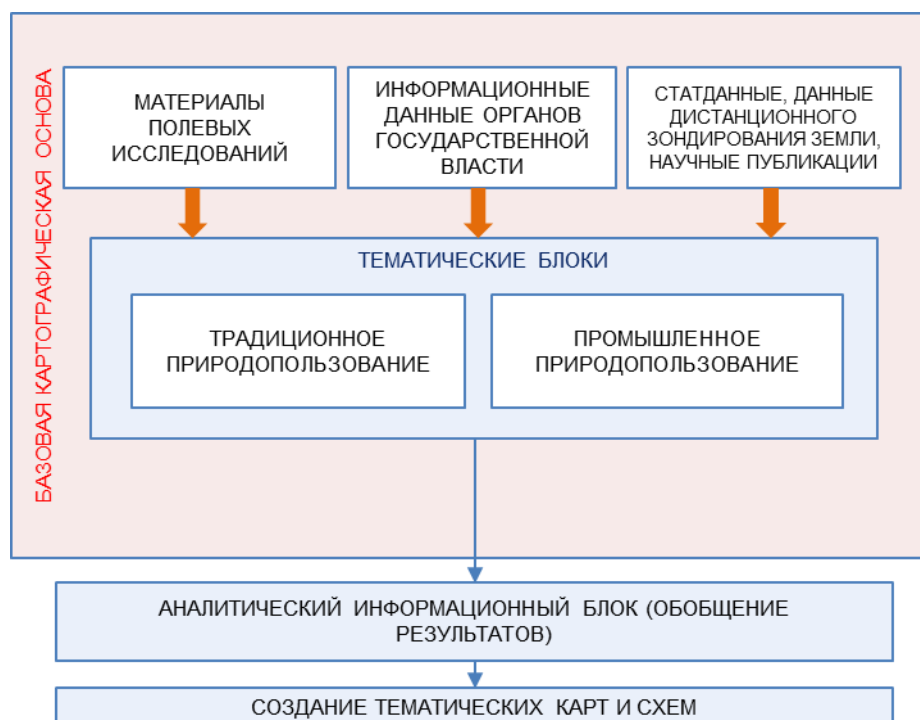 БАЗОВАЯ КАРТОГРАФИЧЕСКАЯ ОСНОВА
МАТЕРИАЛЫ
ПОЛЕВЫХ
ИССЛЕДОВАНИЙ
ИНФОРМАЦИОННЫЕ
ДАННЫЕ ОРГАНОВ
ГОСУДАРСТВЕННОЙ
ВЛАСТИ
СТАТДАННЫЕ, ДАННЫЕ
ДИСТАНЦИОННОГО
ЗОНДИРОВАНИЯ ЗЕМЛИ,
НАУЧНЫЕ ПУБЛИКАЦИИ
ТЕМАТИЧЕСКИЕ БЛОКИ
ТРАДИЦИОННОЕ
ПРИРОДОПОЛЬЗОВАНИЕ
ПРОМЫШЛЕННОЕ
ПРИРОДОПОЛЬЗОВАНИЕ
АНАЛИТИЧЕСКИЙ ИНФОРМАЦИОННЫЙ БЛОК (ОБОБЩЕНИЕ
РЕЗУЛЬТАТОВ)
СОЗДАНИЕ ТЕМАТИЧЕСКИХ КАРТ И СХЕМ